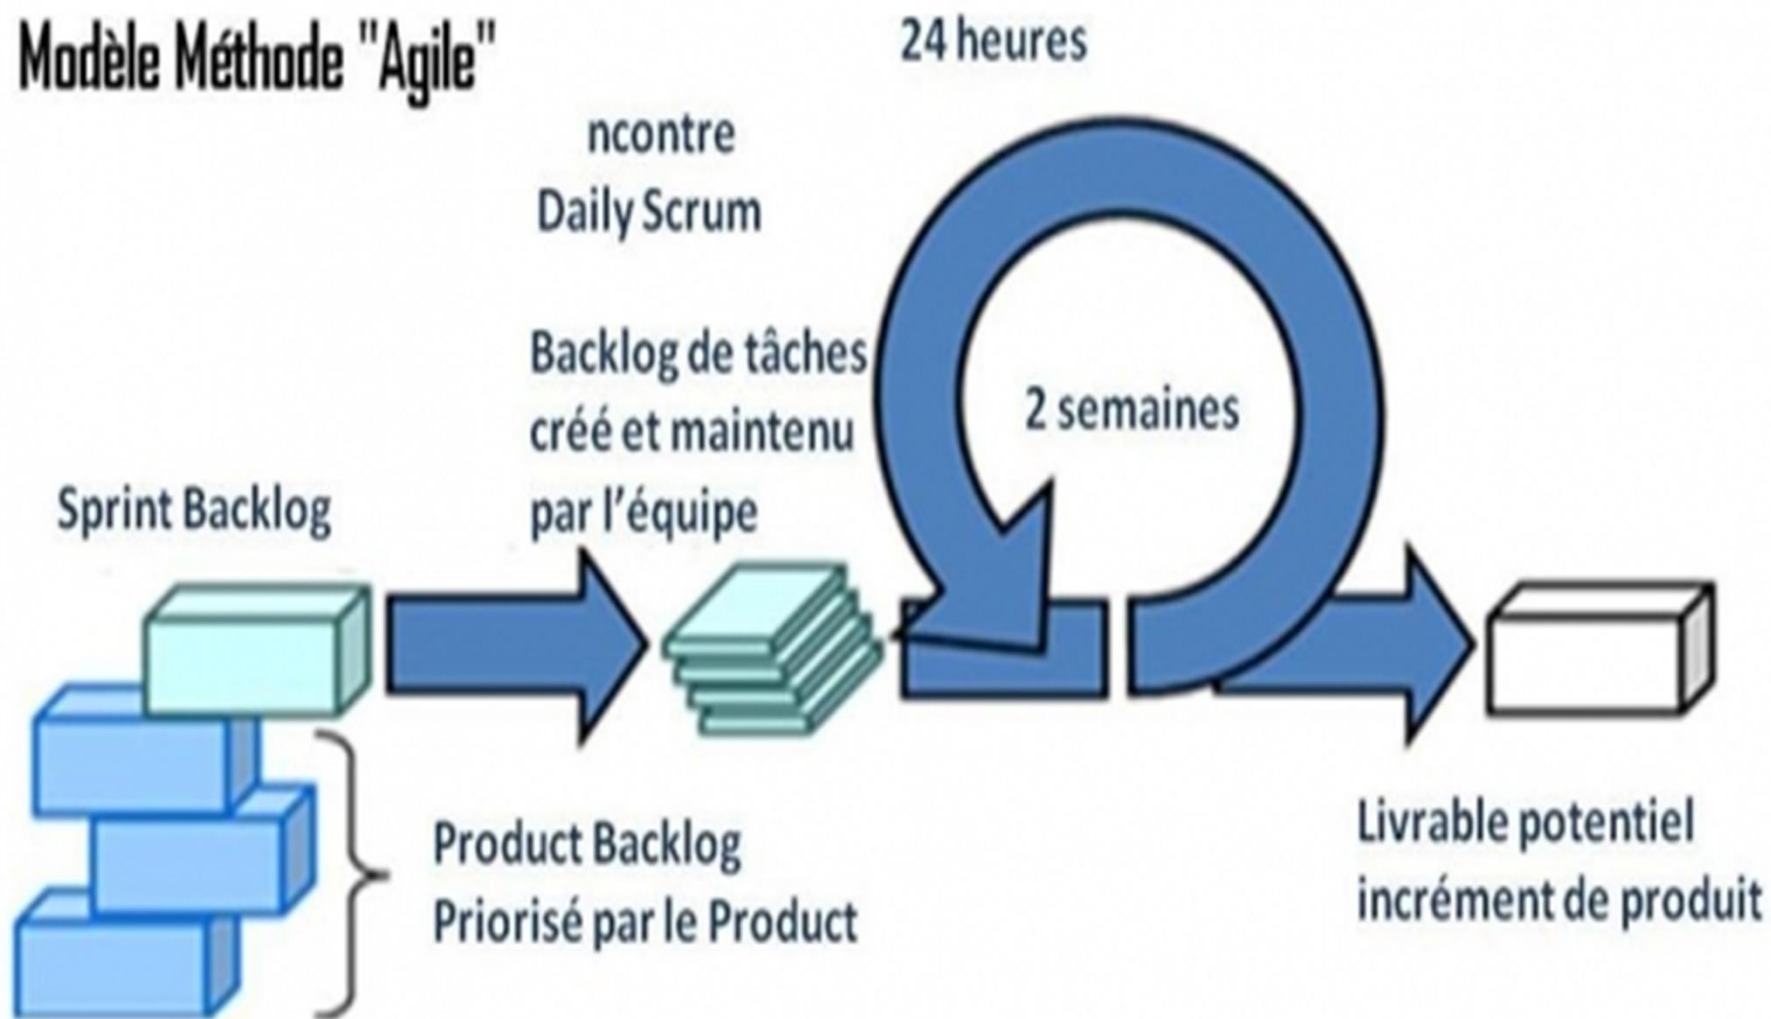 Modèle Méthode "Agile"
24 heures
ncontre
Daily Scrum
Backlog de tâches
créé et maintenu
par l'équipe
2 semaines
Sprint Backlog
Product Backlog
Priorisé par le Product
Livrable potentiel
incrément de produit